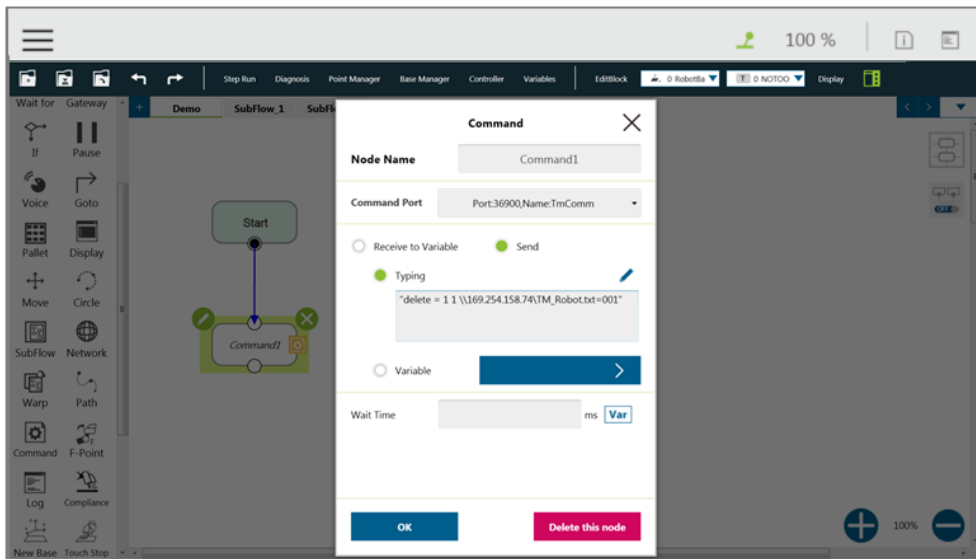 100 %
Step Run Diagnosis Point Manager Base Manager Controller Variables EditBlock 0 RobotBa T 0 NOTOO Display
Wait for Gateway
+ Demo SubFlow_1 SubFl
If Pause
Voice Goto
Pallet Display
Move Circle
SubFlow Network
Warp Path
Command F-Point
Log Compliance
New Base Touch Stop
Start
Command1
Command
Node Name Command1
Command Port Port:36900,Name:TmComm
Receive to Variable Send
Typing
"delete = 1 1 \\169.254.158.74\TM_Robot.txt=001"
Variable
Wait Time ms Var
OK Delete this node
OFF
100%